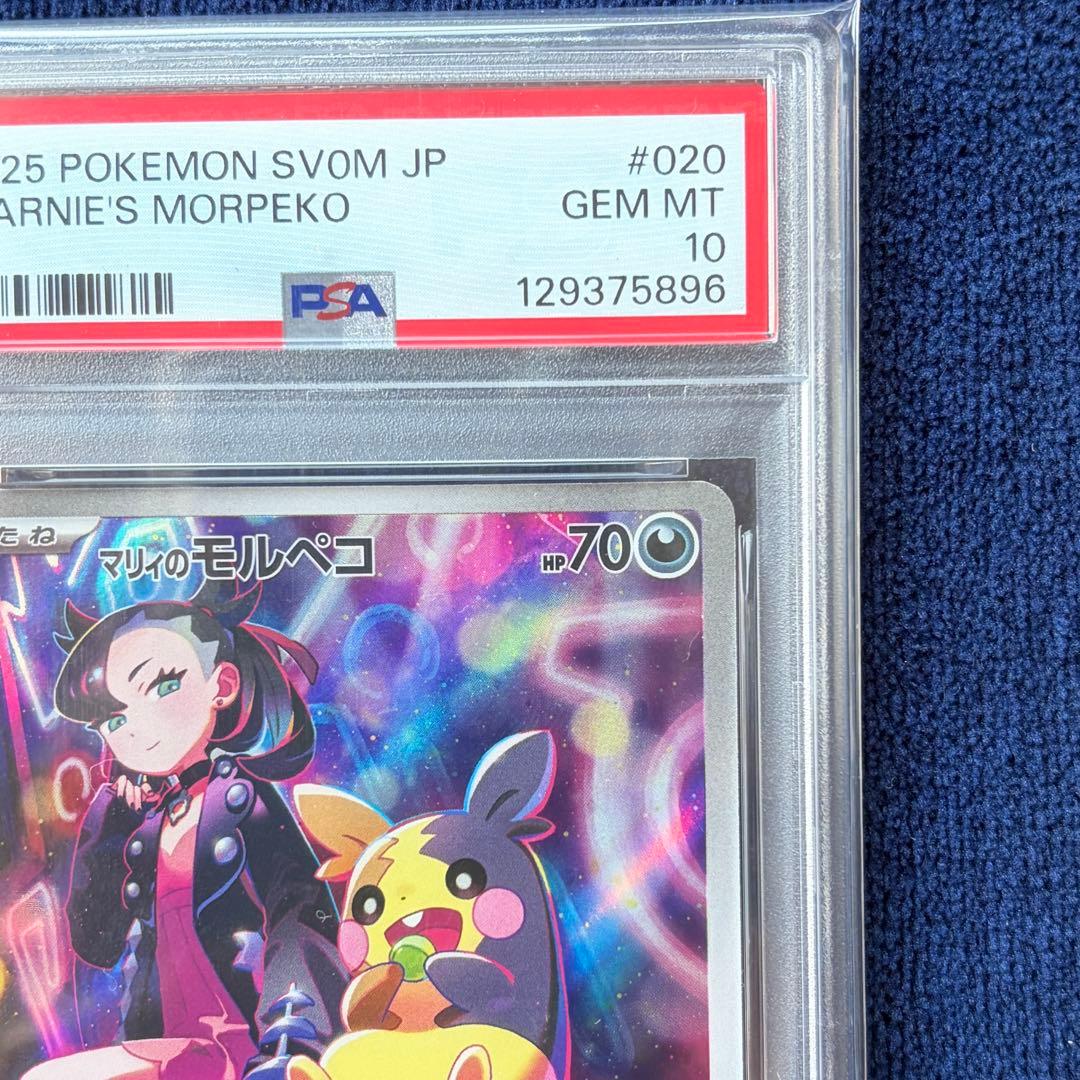 25 POKEMON SV0M JP #020
ARNIE'S MORPEKO GEM MT
10
PSA 129375896
たね
マリィのモルペコ HP70